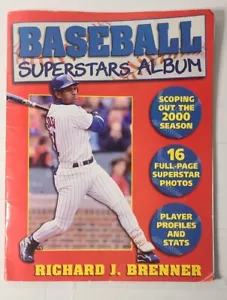 BASEBALL
SUPERSTARS ALBUM
SCOPING
OUT THE
2000
SEASON
16
FULL-PAGE
SUPERSTAR
PHOTOS
PLAYER
PROFILES
AND
STATS
RICHARD J. BRENNER